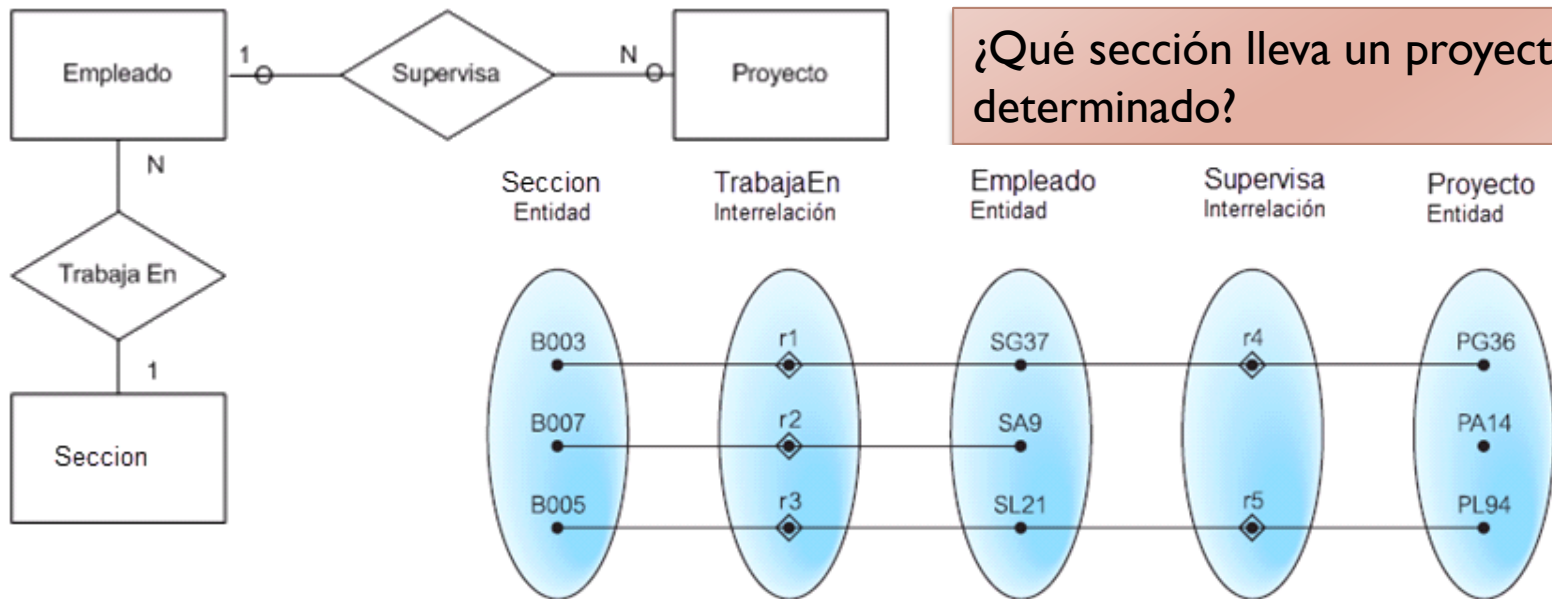 Empleado
1
Supervisa
N
Proyecto
¿Qué sección lleva un proyect
determinado?
N
Trabaja En
1
Seccion
Seccion
Entidad
TrabajaEn
Interrelación
Empleado
Entidad
Supervisa
Interrelación
Proyecto
Entidad
B003
r1
SG37
r4
PG36
B007
r2
SA9
PA14
B005
r3
SL21
r5
PL94